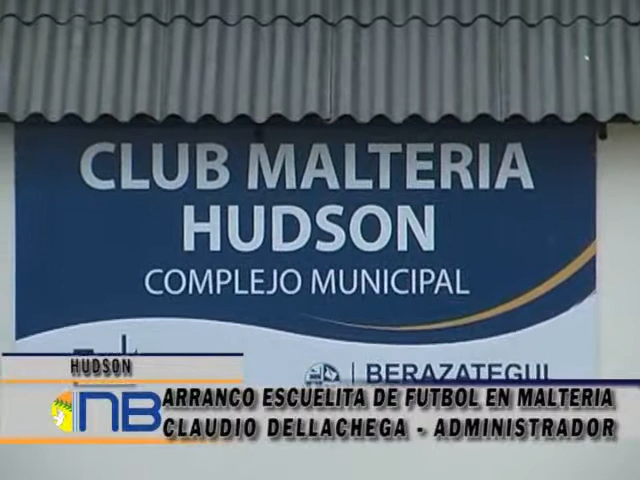 CLUB MALTERIA
HUDSON
COMPLEJO MUNICIPAL
BERAZATEGUI
HUDSON
NB
ARRANCO ESCUELITA DE FUTBOL EN MALTERIA
CLAUDIO DELLACHEGA - ADMINISTRADOR